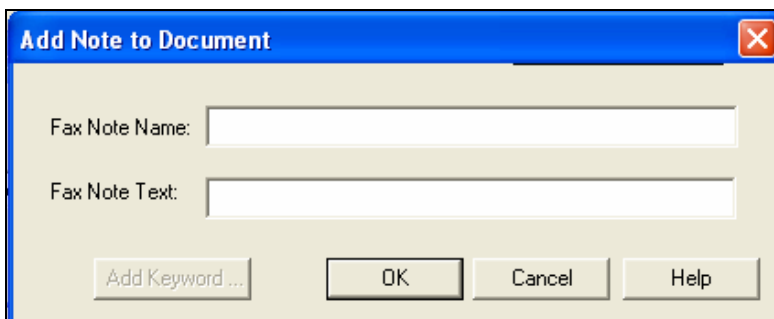 Add Note to Document
Fax Note Name:
Fax Note Text:
Add Keyword ... OK Cancel Help